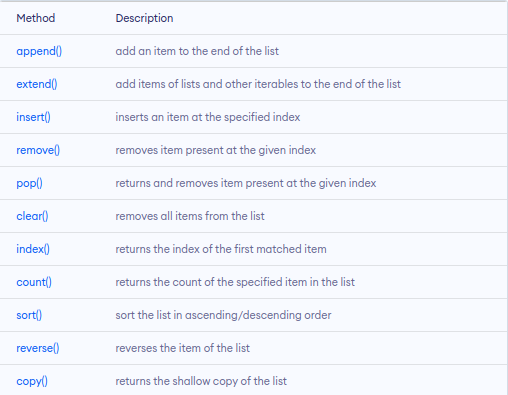 Method Description
append() add an item to the end of the list
extend() add items of lists and other iterables to the end of the list
insert() inserts an item at the specified index
remove() removes item present at the given index
pop() returns and removes item present at the given index
clear() removes all items from the list
index() returns the index of the first matched item
count() returns the count of the specified item in the list
sort() sort the list in ascending/descending order
reverse() reverses the item of the list
copy() returns the shallow copy of the list